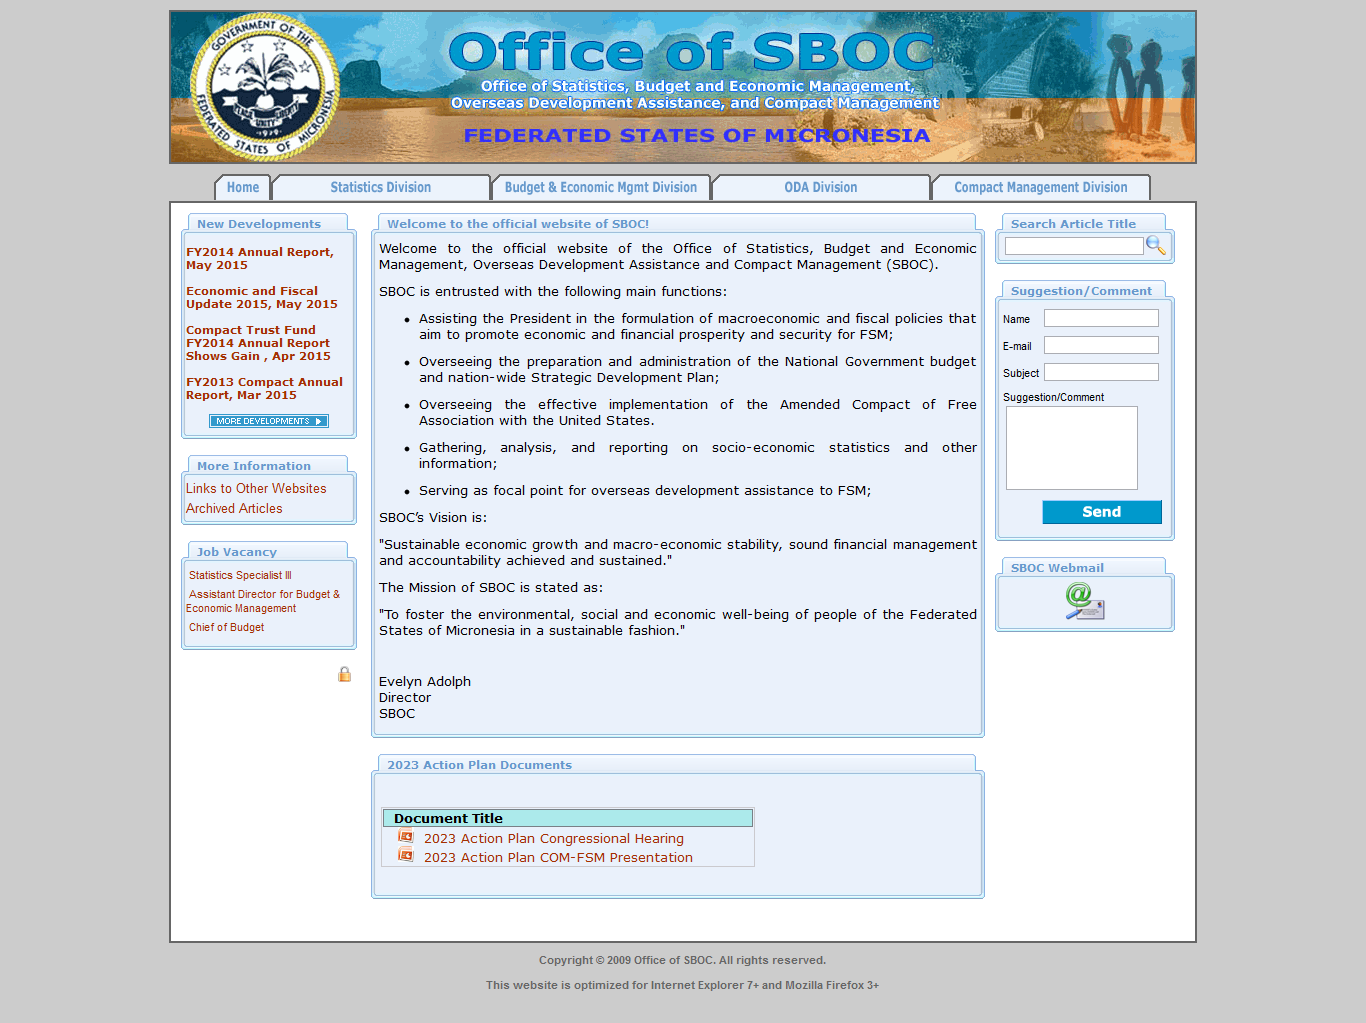 GOVERNMENT OF THE
FEDERATED STATES OF MICRONESIA
UNITY
1979
Office of SBOC
Office of Statistics, Budget and Economic Management,
Overseas Development Assistance, and Compact Management
FEDERATED STATES OF MICRONESIA
Home
Statistics Division
Budget & Economic Mgmt Division
ODA Division
Compact Management Division
New Developments
FY2014 Annual Report,
May 2015
Economic and Fiscal
Update 2015, May 2015
Compact Trust Fund
FY2014 Annual Report
Shows Gain , Apr 2015
FY2013 Compact Annual
Report, Mar 2015
MORE DEVELOPMENTS
More Information
Links to Other Websites
Archived Articles
Job Vacancy
Statistics Specialist III
Assistant Director for Budget &
Economic Management
Chief of Budget
Welcome to the official website of SBOC!
Welcome to the official website of the Office of Statistics, Budget and Economic
Management, Overseas Development Assistance and Compact Management (SBOC).
SBOC is entrusted with the following main functions:
• Assisting the President in the formulation of macroeconomic and fiscal policies that
aim to promote economic and financial prosperity and security for FSM;
• Overseeing the preparation and administration of the National Government budget
and nation-wide Strategic Development Plan;
• Overseeing the effective implementation of the Amended Compact of Free
Association with the United States.
• Gathering, analysis, and reporting on socio-economic statistics and other
information;
• Serving as focal point for overseas development assistance to FSM;
SBOC’s Vision is:
"Sustainable economic growth and macro-economic stability, sound financial management
and accountability achieved and sustained."
The Mission of SBOC is stated as:
"To foster the environmental, social and economic well-being of people of the Federated
States of Micronesia in a sustainable fashion."
Evelyn Adolph
Director
SBOC
2023 Action Plan Documents
Document Title
2023 Action Plan Congressional Hearing
2023 Action Plan COM-FSM Presentation
Search Article Title
Suggestion/Comment
Name
E-mail
Subject
Suggestion/Comment
Send
SBOC Webmail
@
Copyright © 2009 Office of SBOC. All rights reserved.
This website is optimized for Internet Explorer 7+ and Mozilla Firefox 3+